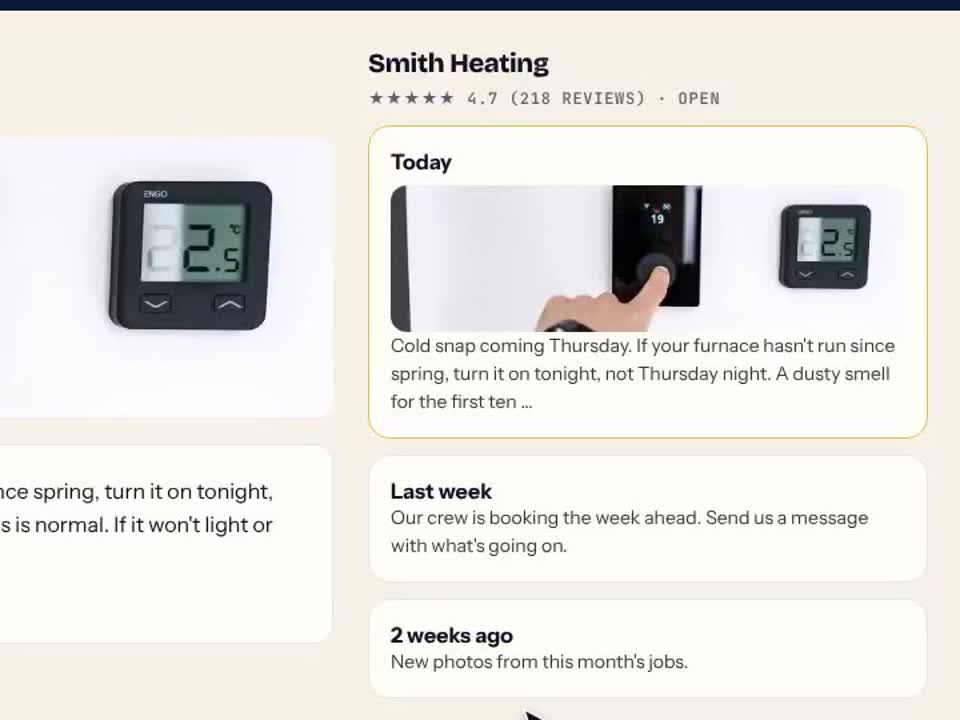 Smith Heating
★★★★★ 4.7 (218 REVIEWS) · OPEN
ENGO
22.5
°C
nce spring, turn it on tonight,
s is normal. If it won't light or
Today
19
22.5
°C
Cold snap coming Thursday. If your furnace hasn't run since
spring, turn it on tonight, not Thursday night. A dusty smell
for the first ten ...
Last week
Our crew is booking the week ahead. Send us a message
with what's going on.
2 weeks ago
New photos from this month's jobs.